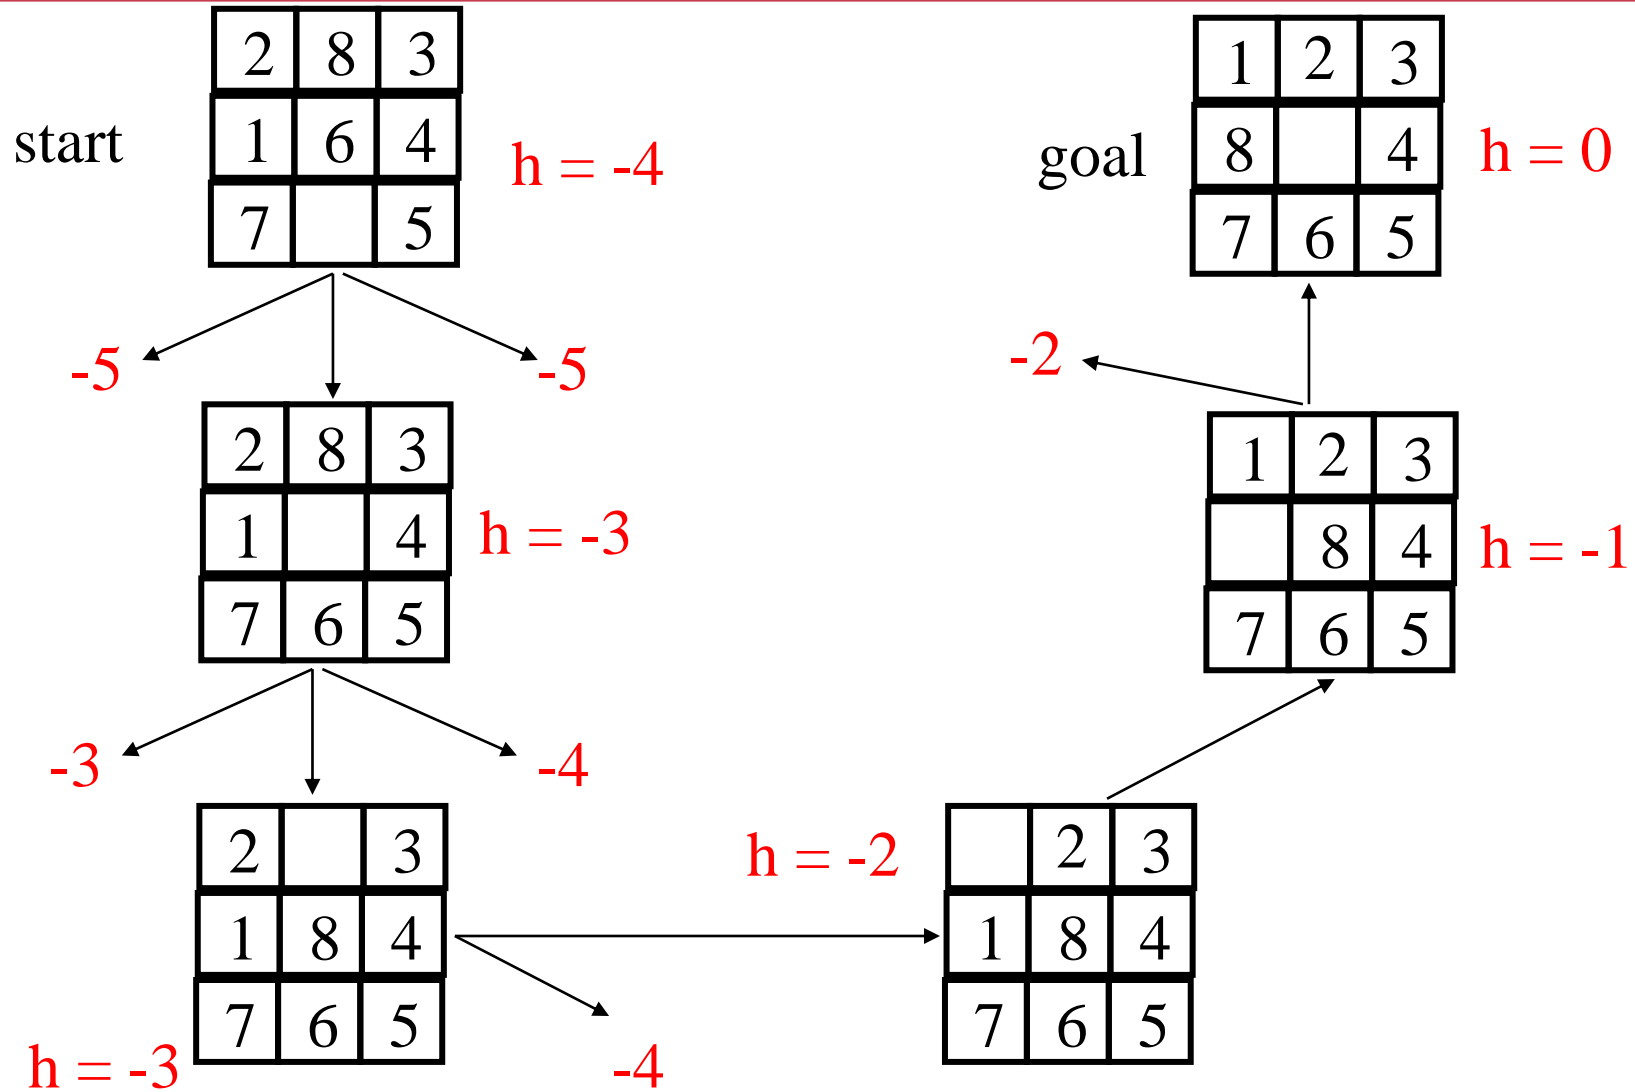 2 8 3
start 1 6 4 h = -4
7 5
-5 -5
2 8 3
1 4 h = -3
7 6 5
-3 -4
2 3
1 8 4
7 6 5
h = -3
-4
h = -2
2 3
1 8 4
7 6 5
1 2 3
8 4 h = -1
7 6 5
-2
1 2 3
goal 8 4 h = 0
7 6 5